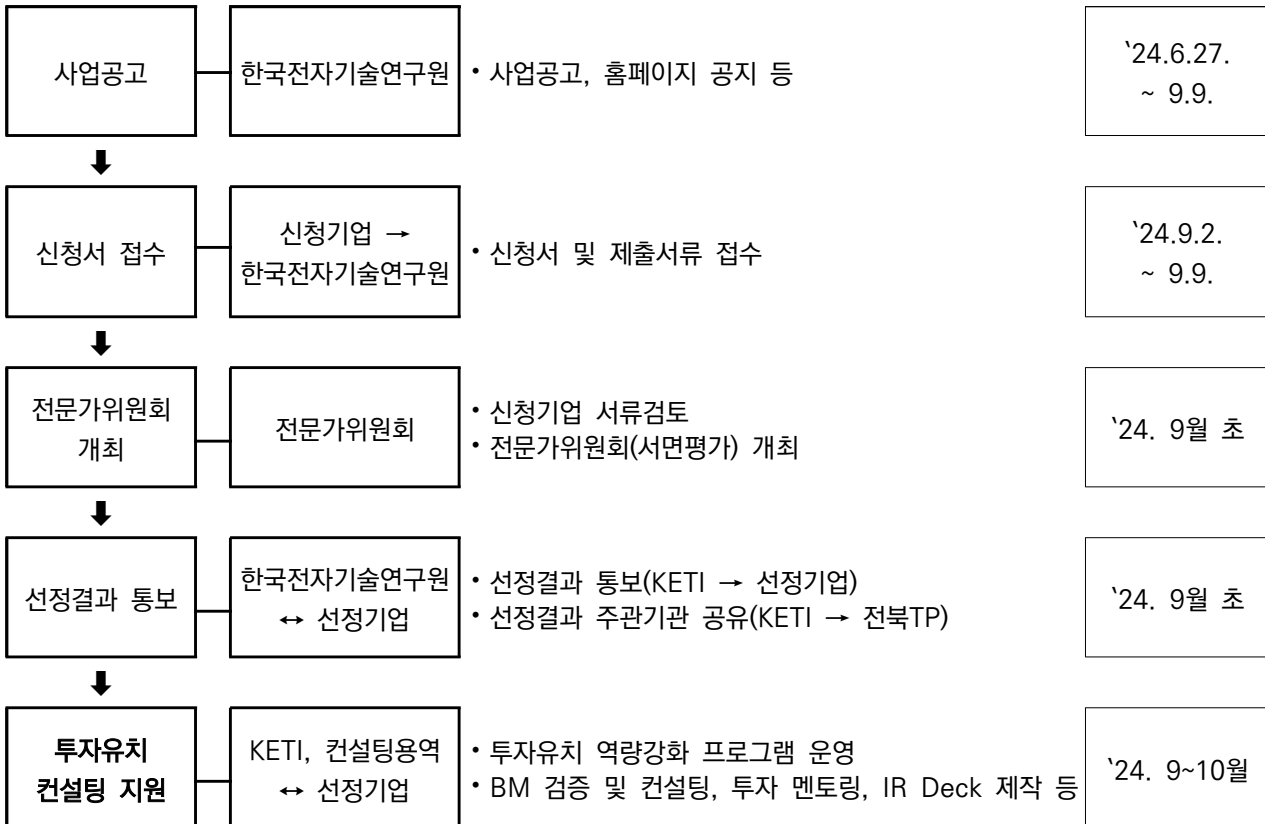 사업공고
한국전자기술연구원
• 사업공고, 홈페이지 공지 등
`24.6.27.
~ 9.9.
신청서 접수
신청기업 →
한국전자기술연구원
• 신청서 및 제출서류 접수
`24.9.2.
~ 9.9.
전문가위원회
개최
전문가위원회
• 신청기업 서류검토
• 전문가위원회(서면평가) 개최
`24. 9월 초
선정결과 통보
한국전자기술연구원
↔ 선정기업
• 선정결과 통보(KETI → 선정기업)
• 선정결과 주관기관 공유(KETI → 전북TP)
`24. 9월 초
투자유치
컨설팅 지원
KETI, 컨설팅용역
↔ 선정기업
• 투자유치 역량강화 프로그램 운영
• BM 검증 및 컨설팅, 투자 멘토링, IR Deck 제작 등
`24. 9~10월